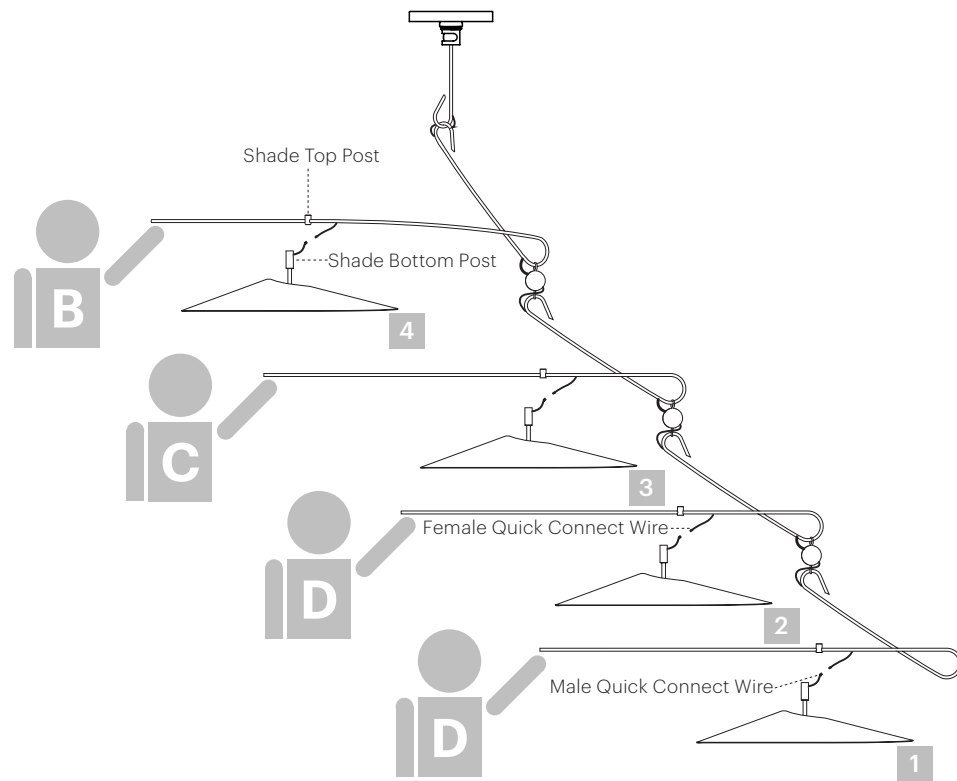 Shade Top Post
B
Shade Bottom Post
4
C
3
Female Quick Connect Wire
D
2
Male Quick Connect Wire
D
1